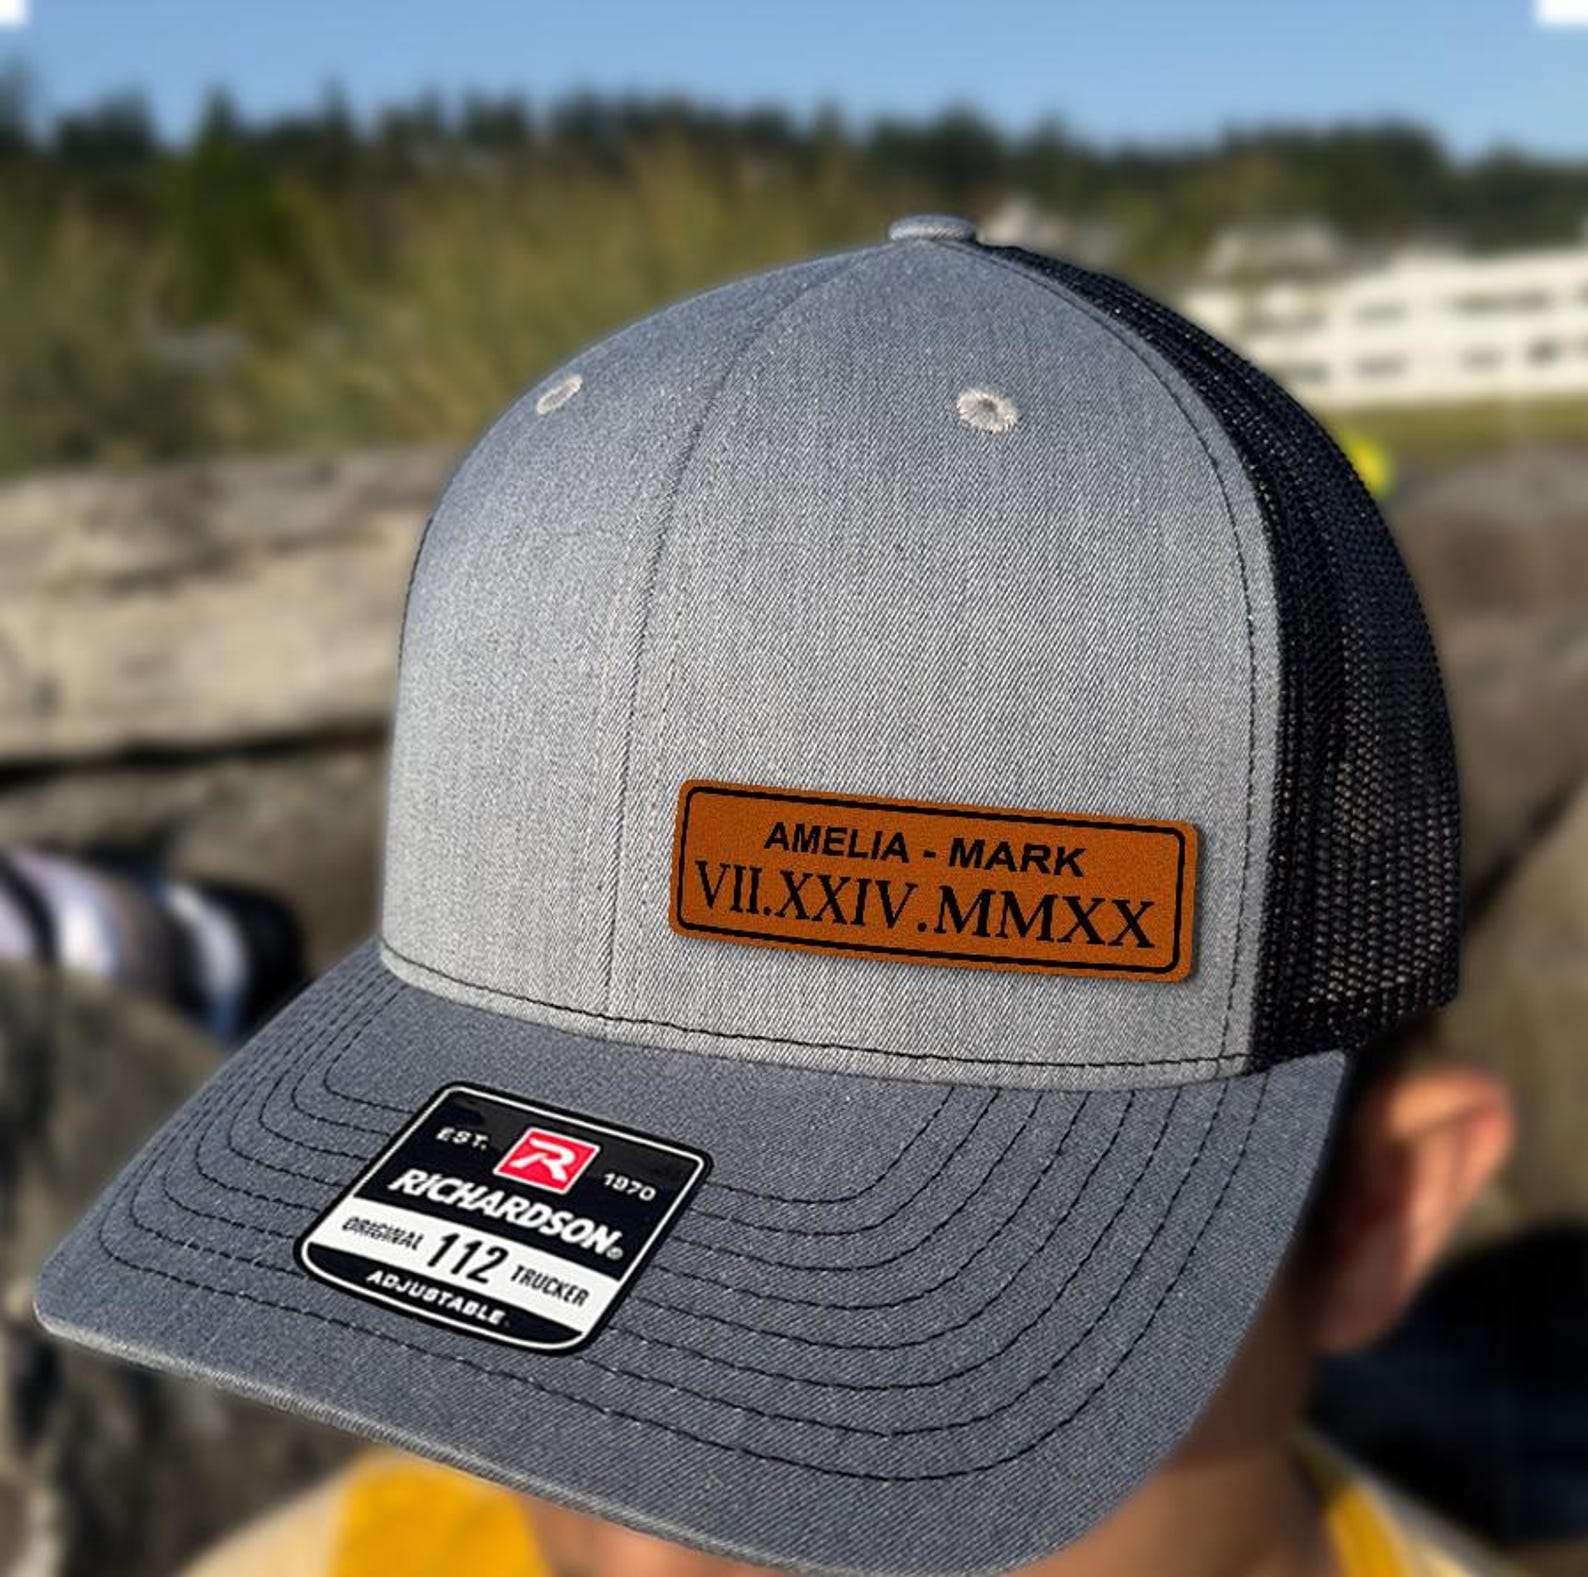 AMELIA - MARK
VII.XXIV.MMXX
EST. R 1970
RICHARDSON®
ORIGINAL 112 TRUCKER
ADJUSTABLE